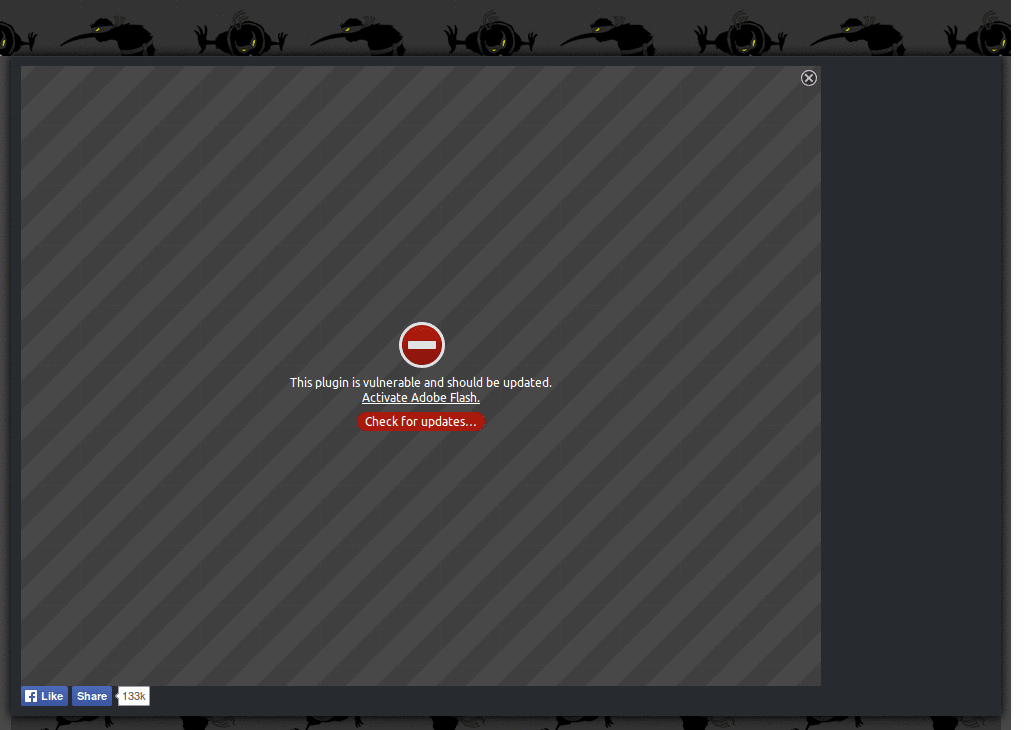 This plugin is vulnerable and should be updated.
Activate Adobe Flash.
Check for updates...
Like Share 133k